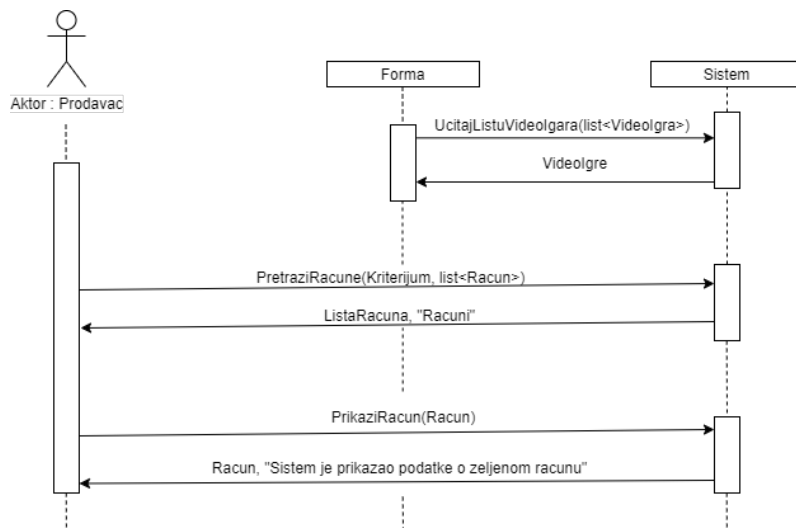 Forma
Sistem
Aktor : Prodavac
UcitajListuVideoIgara(list<VideoIgra>)
VideoIgre
PretraziRacune(Kriterijum, list<Racun>)
ListaRacuna, "Racuni"
PrikaziRacun(Racun)
Racun, "Sistem je prikazao podatke o zeljenom racunu"